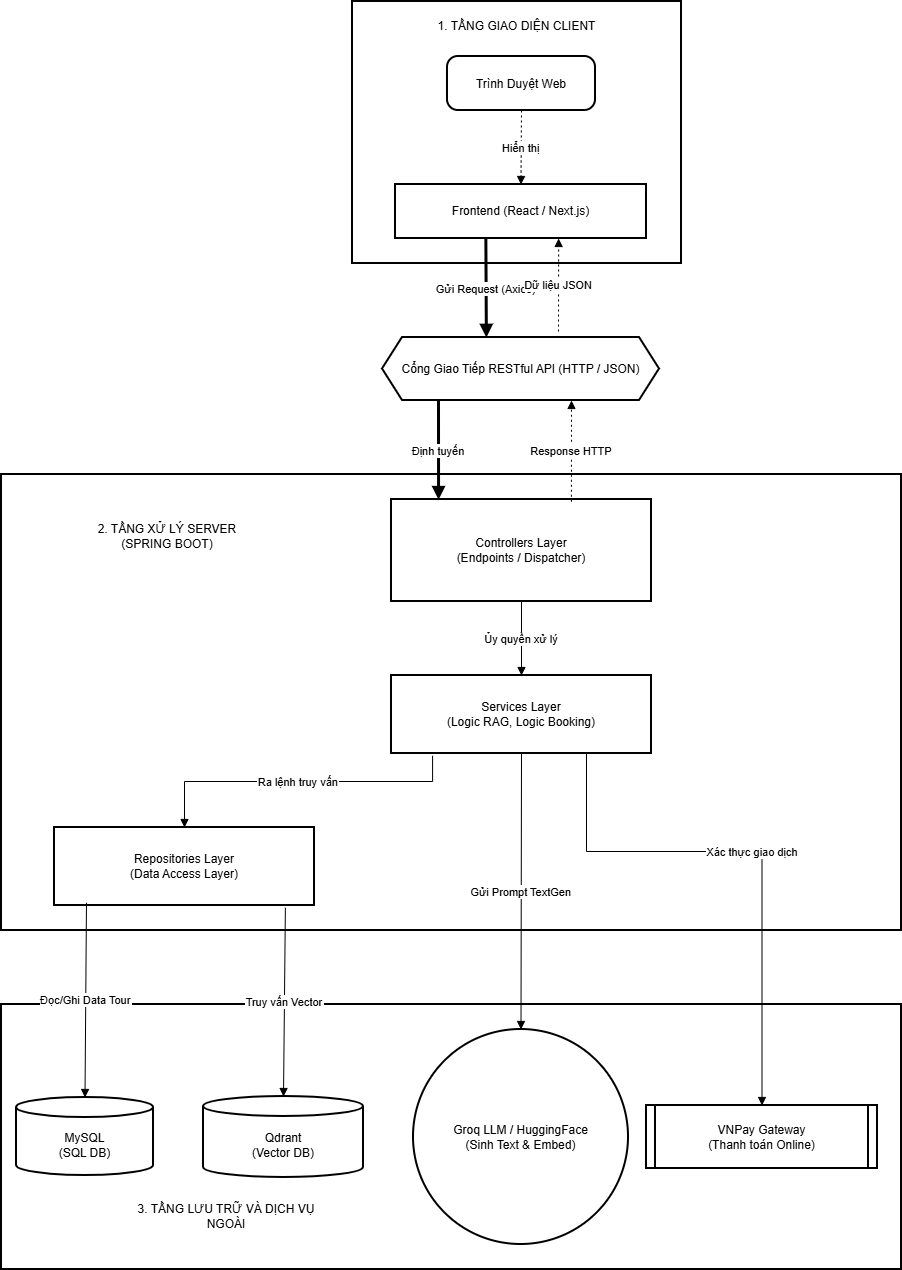 1. TẦNG GIAO DIỆN CLIENT
Trình Duyệt Web
Hiển thị
Frontend (React / Next.js)
Gửi Request (Axios)
Dữ liệu JSON
Cổng Giao Tiếp RESTful API (HTTP / JSON)
Định tuyến
Response HTTP
2. TẦNG XỬ LÝ SERVER
(SPRING BOOT)
Controllers Layer
(Endpoints / Dispatcher)
Ủy quyền xử lý
Services Layer
(Logic RAG, Logic Booking)
Ra lệnh truy vấn
Repositories Layer
(Data Access Layer)
Xác thực giao dịch
Gửi Prompt TextGen
Đọc/Ghi Data Tour
Truy vấn Vector
MySQL
(SQL DB)
Qdrant
(Vector DB)
Groq LLM / HuggingFace
(Sinh Text & Embed)
VNPay Gateway
(Thanh toán Online)
3. TẦNG LƯU TRỮ VÀ DỊCH VỤ
NGOÀI